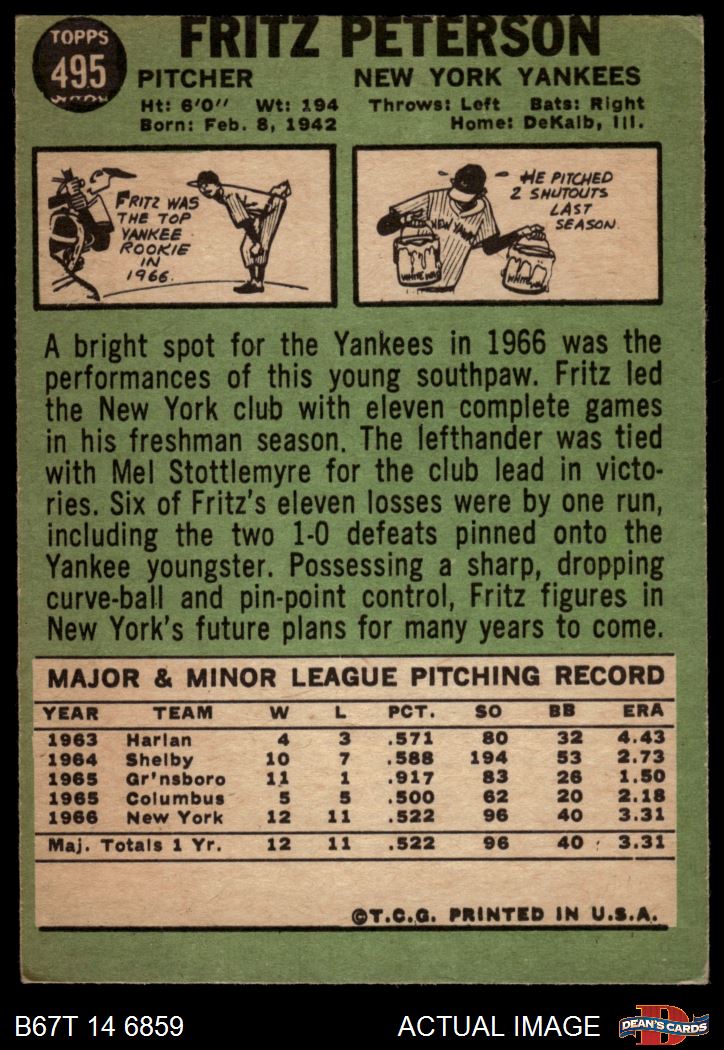 FRITZ PETERSON
TOPPS
495
PITCHER NEW YORK YANKEES
Ht: 6'0" Wt: 194 Throws: Left Bats: Right
Born: Feb. 8, 1942 Home: DeKalb, Ill.
FRITZ WAS
THE TOP
YANKEE
ROOKIE
IN
1966.
HE PITCHED
2 SHUTOUTS
LAST
SEASON.
NEW YORK
A bright spot for the Yankees in 1966 was the
performances of this young southpaw. Fritz led
the New York club with eleven complete games
in his freshman season. The lefthander was tied
with Mel Stottlemyre for the club lead in victo-
ries. Six of Fritz's eleven losses were by one run,
including the two 1-0 defeats pinned onto the
Yankee youngster. Possessing a sharp, dropping
curve-ball and pin-point control, Fritz figures in
New York's future plans for many years to come.
MAJOR & MINOR LEAGUE PITCHING RECORD
YEAR TEAM W L PCT. SO BB ERA
1963 Harlan 4 3 .571 80 32 4.43
1964 Shelby 10 7 .588 194 53 2.73
1965 Gr'nsboro 11 1 .917 83 26 1.50
1965 Columbus 5 5 .500 62 20 2.18
1966 New York 12 11 .522 96 40 3.31
Maj. Totals 1 Yr. 12 11 .522 96 40 3.31
©T.C.G. PRINTED IN U.S.A.
B67T 14 6859 ACTUAL IMAGE
D
DEAN'S CARDS